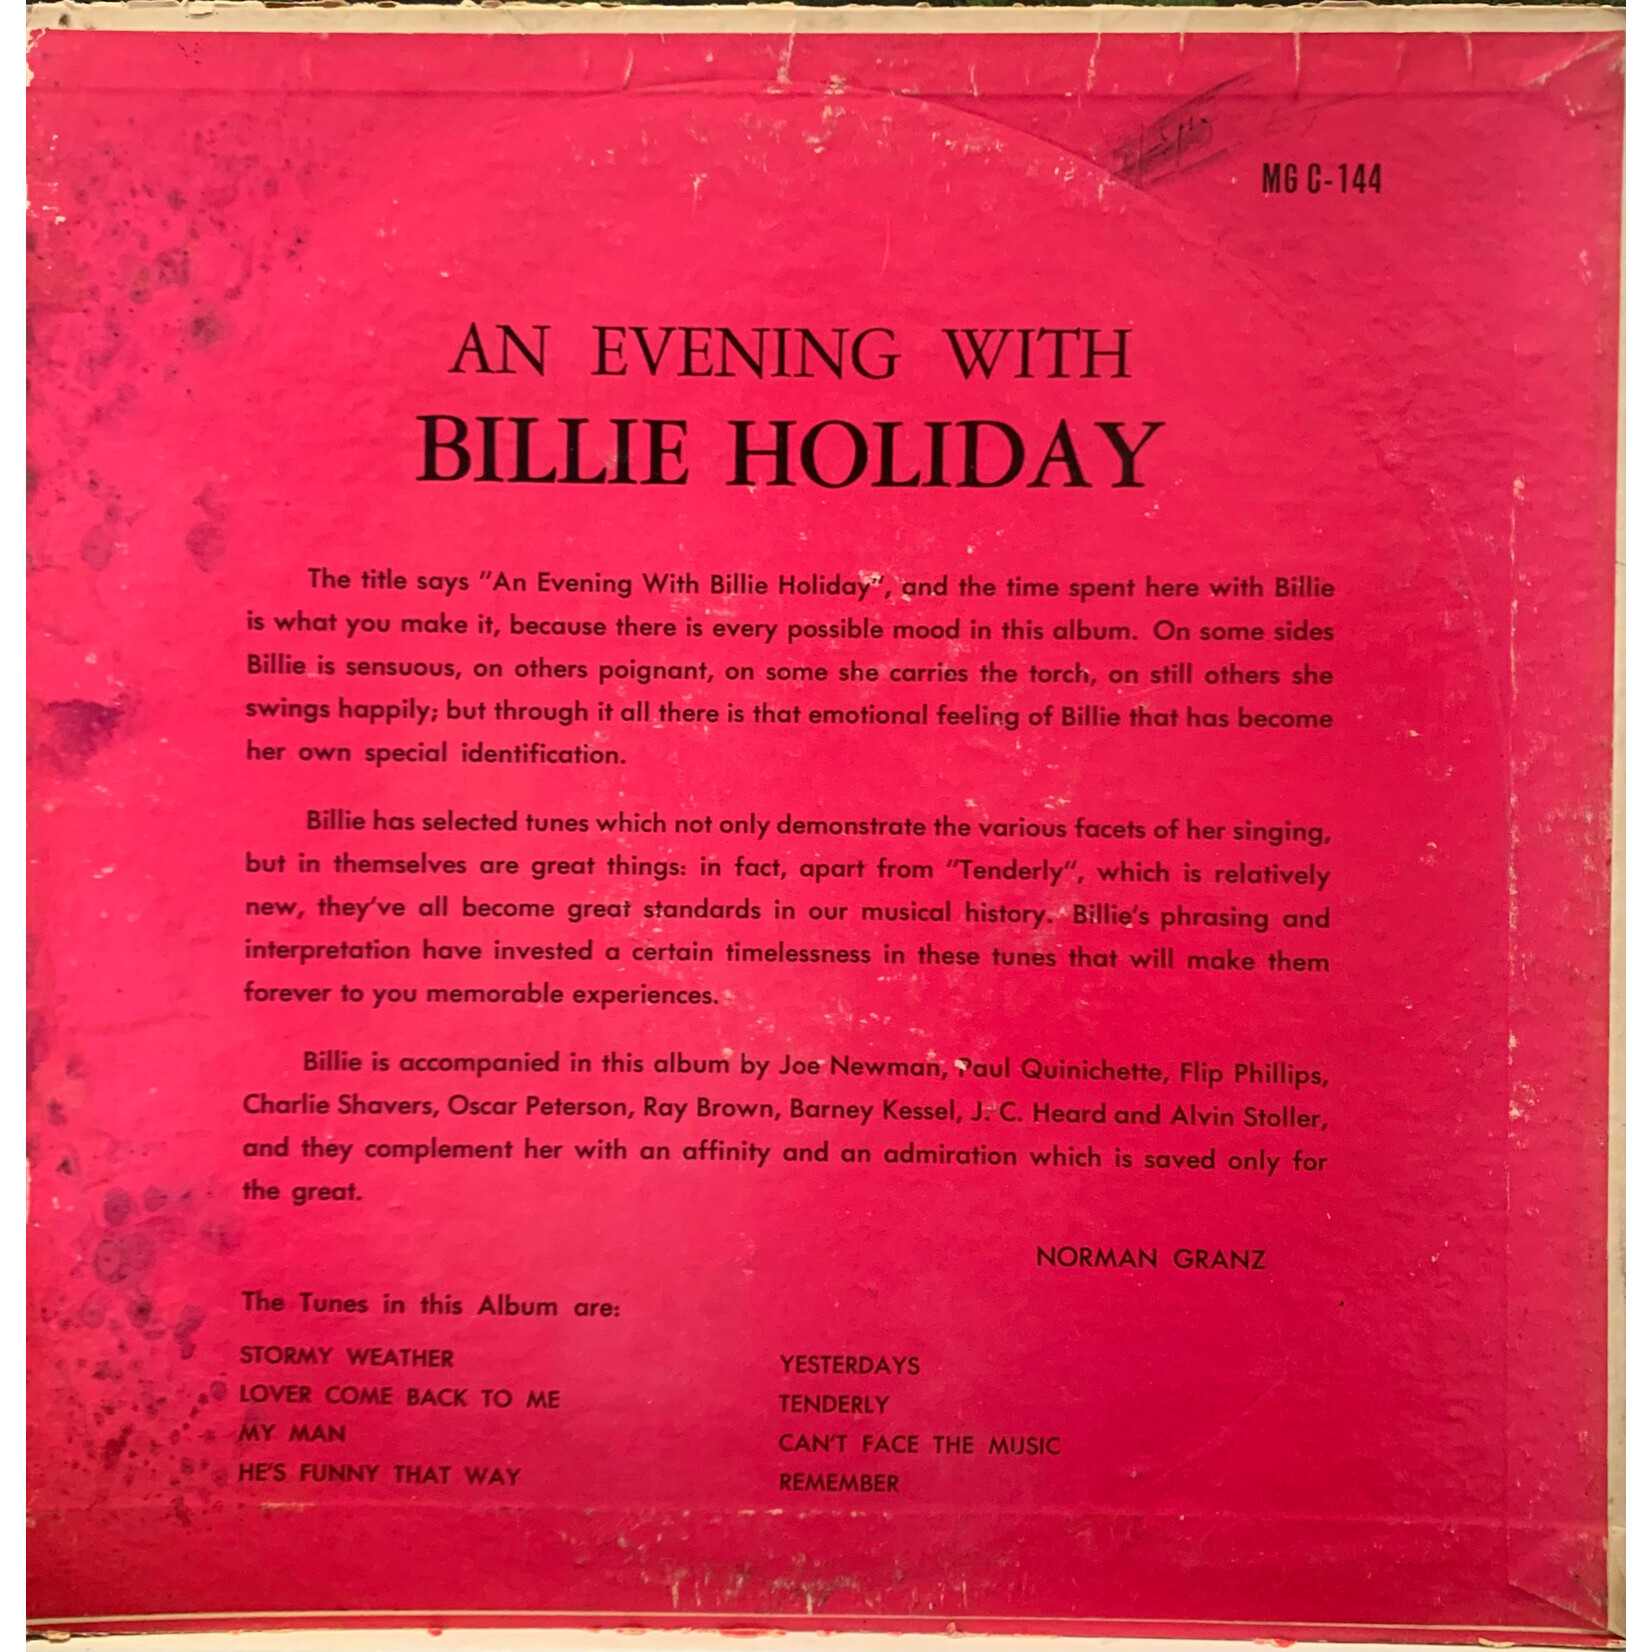 MG C-144
AN EVENING WITH
BILLIE HOLIDAY
The title says "An Evening With Billie Holiday", and the time spent here with Billie
is what you make it, because there is every possible mood in this album. On some sides
Billie is sensuous, on others poignant, on some she carries the torch, on still others she
swings happily; but through it all there is that emotional feeling of Billie that has become
her own special identification.
Billie has selected tunes which not only demonstrate the various facets of her singing,
but in themselves are great things: in fact, apart from "Tenderly", which is relatively
new, they've all become great standards in our musical history. Billie's phrasing and
interpretation have invested a certain timelessness in these tunes that will make them
forever to you memorable experiences.
Billie is accompanied in this album by Joe Newman, Paul Quinichette, Flip Phillips,
Charlie Shavers, Oscar Peterson, Ray Brown, Barney Kessel, J. C. Heard and Alvin Stoller,
and they complement her with an affinity and an admiration which is saved only for
the great.
NORMAN GRANZ
The Tunes in this Album are:
STORMY WEATHER
LOVER COME BACK TO ME
MY MAN
HE'S FUNNY THAT WAY
YESTERDAYS
TENDERLY
CAN'T FACE THE MUSIC
REMEMBER